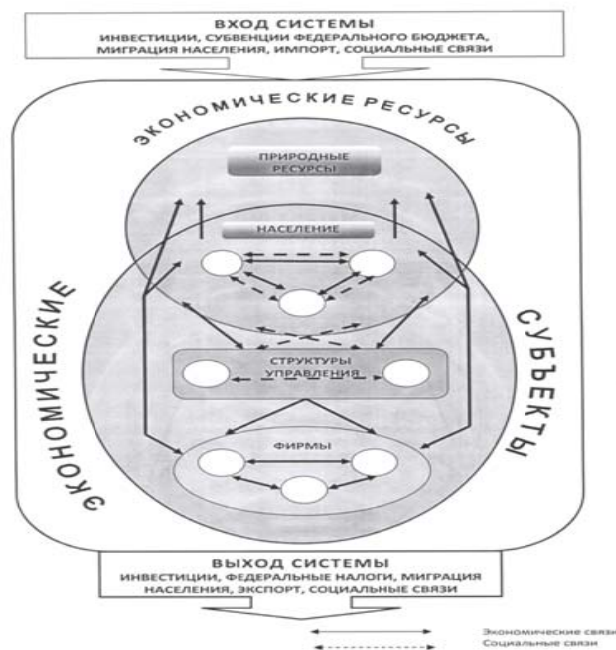 ВХОД СИСТЕМЫ
ИНВЕСТИЦИИ, СУБВЕНЦИИ ФЕДЕРАЛЬНОГО БЮДЖЕТА,
МИГРАЦИЯ НАСЕЛЕНИЯ, ИМПОРТ, СОЦИАЛЬНЫЕ СВЯЗИ
ЭКОНОМИЧЕСКИЕ РЕСУРСЫ
ПРИРОДНЫЕ
РЕСУРСЫ
НАСЕЛЕНИЕ
ЭКОНОМИЧЕСКИЕ
СУБЪЕКТЫ
СТРУКТУРЫ
УПРАВЛЕНИЯ
ФИРМЫ
ВЫХОД СИСТЕМЫ
ИНВЕСТИЦИИ, ФЕДЕРАЛЬНЫЕ НАЛОГИ, МИГРАЦИЯ
НАСЕЛЕНИЯ, ЭКСПОРТ, СОЦИАЛЬНЫЕ СВЯЗИ
Экономические связи
Социальные связи